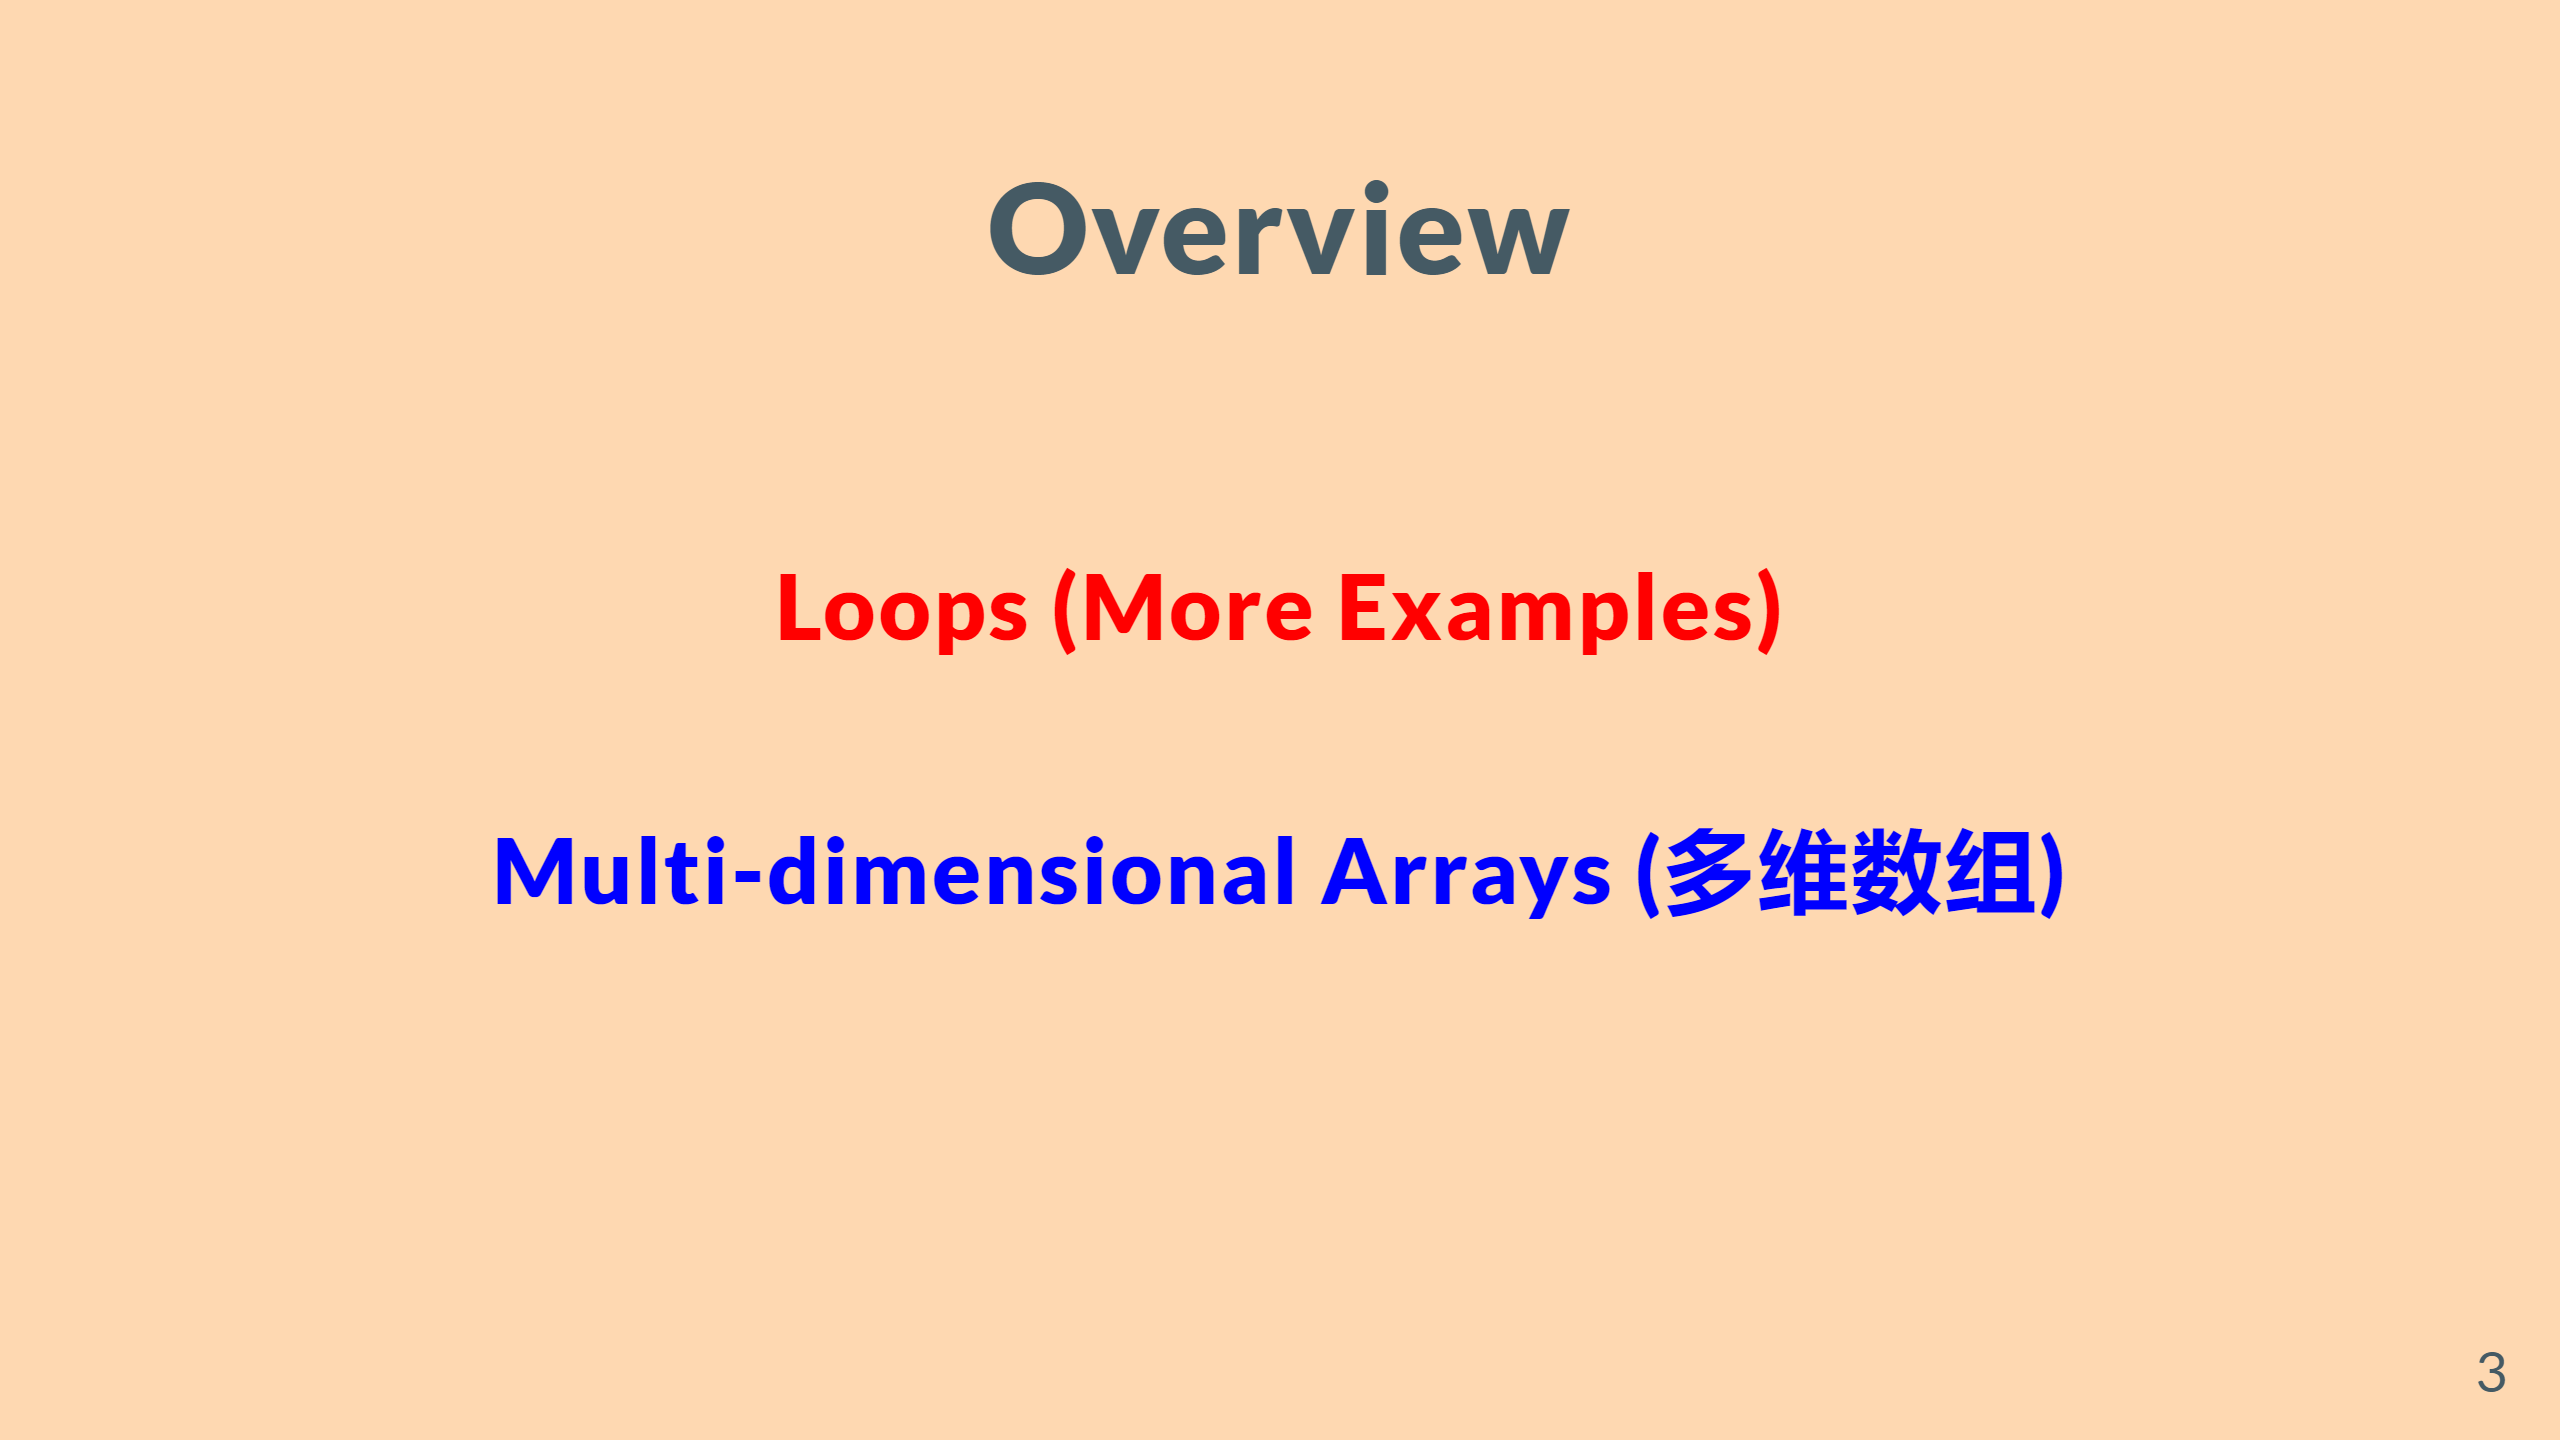 Overview
Loops (More Examples)
Multi-dimensional Arrays (多维数组)
3